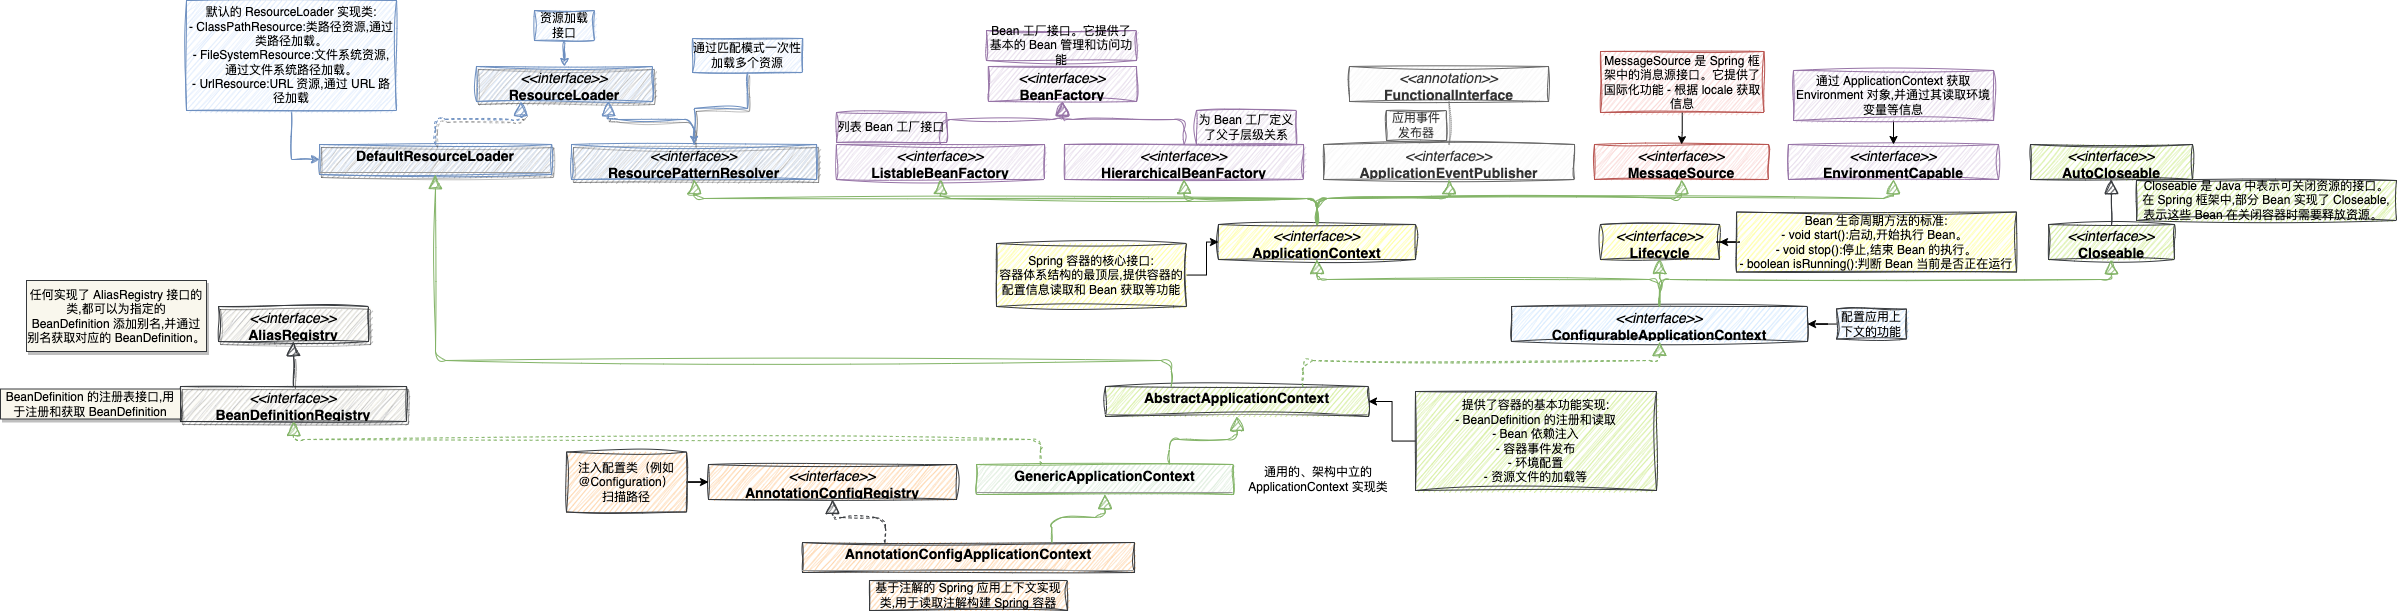 默认的 ResourceLoader 实现类:
- ClassPathResource:类路径资源,通过
类路径加载。
- FileSystemResource:文件系统资源,
通过文件系统路径加载。
- UrlResource:URL 资源,通过 URL 路
径加载
资源加载
接口
通过匹配模式一次性
加载多个资源
<<interface>>
ResourceLoader
DefaultResourceLoader
<<interface>>
ResourcePatternResolver
Bean 工厂接口。它提供了
基本的 Bean 管理和访问功
能
<<interface>>
BeanFactory
列表 Bean 工厂接口
为 Bean 工厂定义
了父子层级关系
<<interface>>
ListableBeanFactory
<<interface>>
HierarchicalBeanFactory
<<annotation>>
FunctionalInterface
应用事件
发布器
<<interface>>
ApplicationEventPublisher
MessageSource 是 Spring 框
架中的消息源接口。它提供了
国际化功能 - 根据 locale 获取
信息
<<interface>>
MessageSource
通过 ApplicationContext 获取
Environment 对象,并通过其读取环境
变量等信息
<<interface>>
EnvironmentCapable
<<interface>>
AutoCloseable
Closeable 是 Java 中表示可关闭资源的接口。
在 Spring 框架中,部分 Bean 实现了 Closeable,
表示这些 Bean 在关闭容器时需要释放资源。
Spring 容器的核心接口:
容器体系结构的最顶层,提供容器的
配置信息读取和 Bean 获取等功能
<<interface>>
ApplicationContext
<<interface>>
Lifecycle
Bean 生命周期方法的标准:
- void start():启动,开始执行 Bean。
- void stop():停止,结束 Bean 的执行。
- boolean isRunning():判断 Bean 当前是否正在运行
<<interface>>
Closeable
任何实现了 AliasRegistry 接口的
类,都可以为指定的
BeanDefinition 添加别名,并通过
别名获取对应的 BeanDefinition。
<<interface>>
AliasRegistry
<<interface>>
ConfigurableApplicationContext
配置应用上
下文的功能
BeanDefinition 的注册表接口,用
于注册和获取 BeanDefinition
<<interface>>
BeanDefinitionRegistry
AbstractApplicationContext
提供了容器的基本功能实现:
- BeanDefinition 的注册和读取
- Bean 依赖注入
- 容器事件发布
- 环境配置
- 资源文件的加载等
注入配置类（例如
@Configuration）
扫描路径
<<interface>>
AnnotationConfigRegistry
GenericApplicationContext
通用的、架构中立的
ApplicationContext 实现类
AnnotationConfigApplicationContext
基于注解的 Spring 应用上下文实现
类,用于读取注解构建 Spring 容器